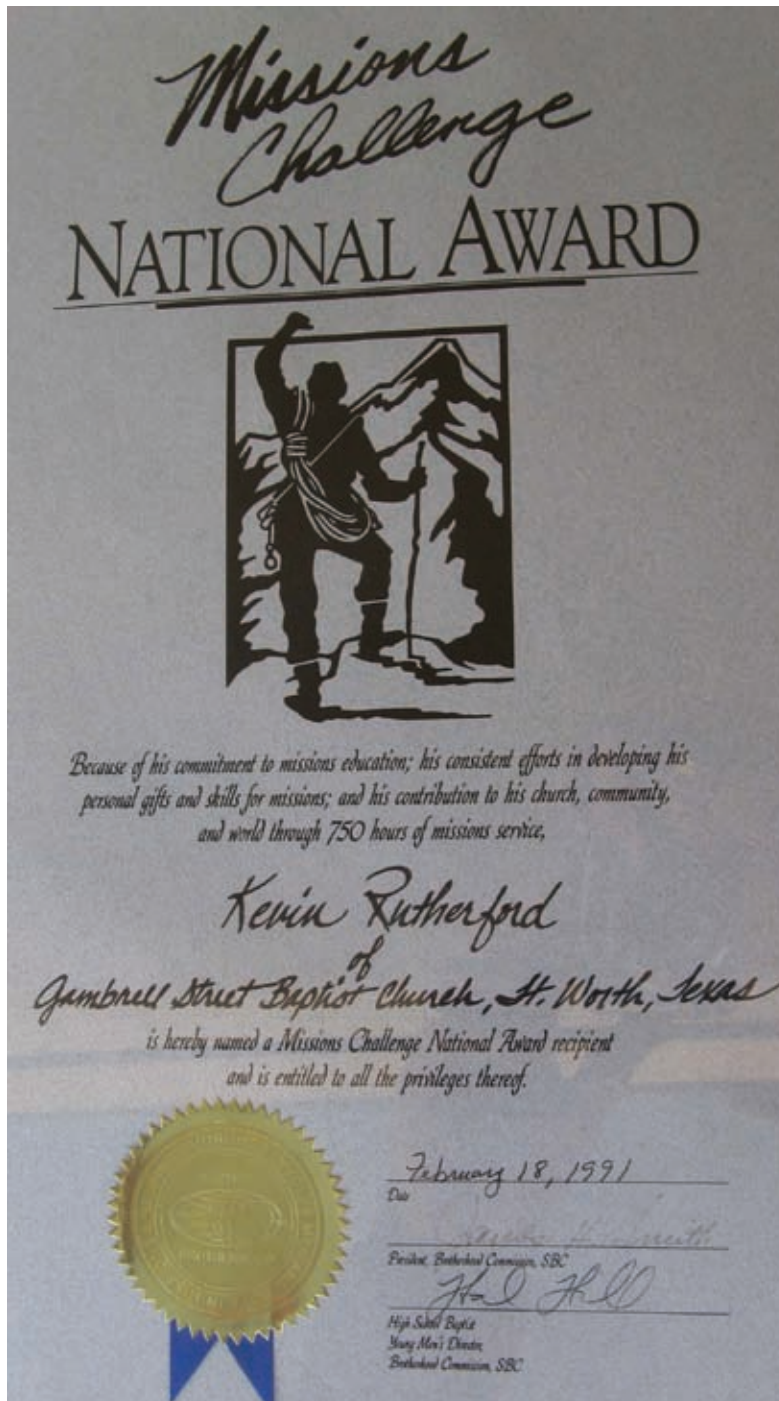 Missions
Challenge
NATIONAL AWARD
Because of his commitment to missions education; his consistent efforts in developing his
personal gifts and skills for missions; and his contribution to his church, community,
and world through 750 hours of missions service,
Kevin Rutherford
of
Gambrell Street Baptist Church, Ft. Worth, Texas
is hereby named a Missions Challenge National Award recipient
and is entitled to all the privileges thereof.
February 18, 1991
Date
Smith
President, Brotherhood Commission, SBC
High School Baptist
Young Men's Director,
Brotherhood Commission, SBC